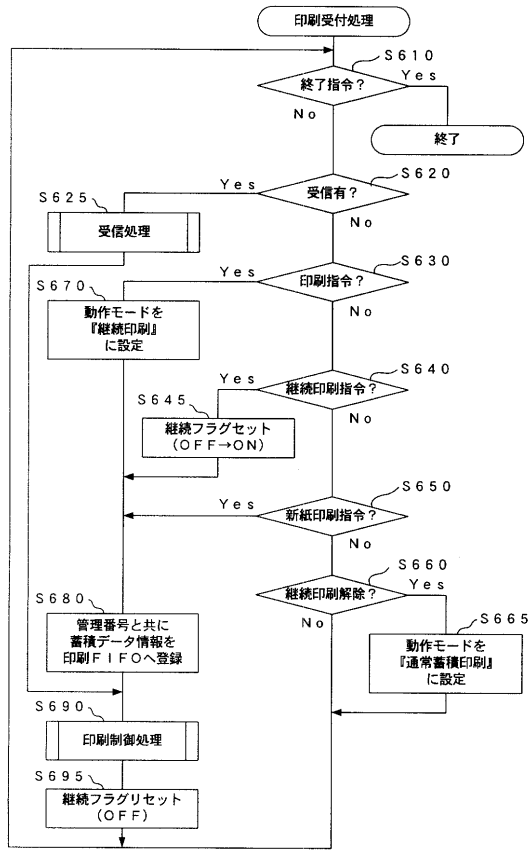 印刷受付処理
S610
終了指令?
Yes
No
終了
S620
受信有?
Yes
No
S625
受信処理
S630
印刷指令?
Yes
No
S670
動作モードを
『継続印刷』
に設定
S640
継続印刷指令?
Yes
No
S645
継続フラグセット
(OFF→ON)
S650
新紙印刷指令?
Yes
No
S660
継続印刷解除?
Yes
No
S665
動作モードを
『通常蓄積印刷』
に設定
S680
管理番号と共に
蓄積データ情報を
印刷FIFOへ登録
S690
印刷制御処理
S695
継続フラグリセット
(OFF)